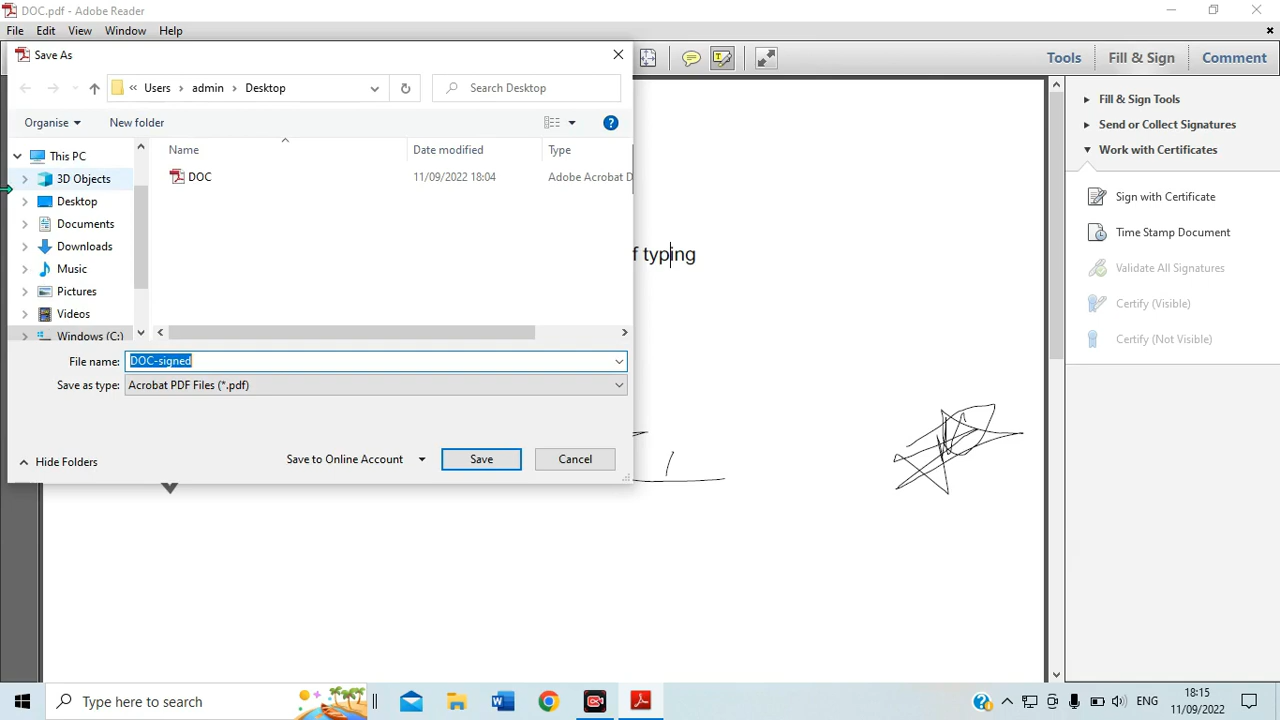 DOC.pdf - Adobe Reader
File Edit View Window Help
Save As
Users > admin > Desktop
Search Desktop
Tools
Fill & Sign
Comment
Organise
New folder
Name
Date modified
Type
This PC
3D Objects
Desktop
Documents
Downloads
Music
Pictures
Videos
Windows (C:)
DOC
11/09/2022 18:04
Adobe Acrobat D
f typing
File name: DOC-signed
Save as type: Acrobat PDF Files (*.pdf)
Hide Folders
Save to Online Account
Save
Cancel
Fill & Sign Tools
Send or Collect Signatures
Work with Certificates
Sign with Certificate
Time Stamp Document
Validate All Signatures
Certify (Visible)
Certify (Not Visible)
Type here to search
ENG
18:15
11/09/2022